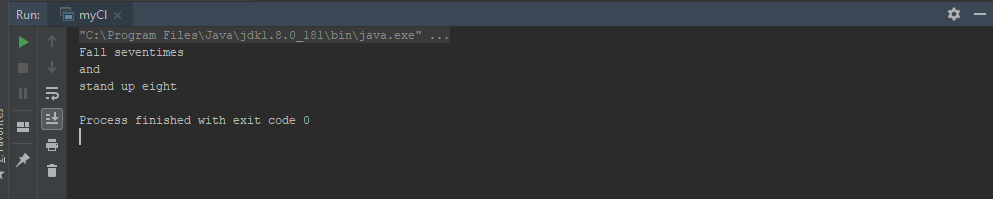 Run: myCl
"C:\Program Files\Java\jdk1.8.0_181\bin\java.exe" ...
Fall seventimes
and
stand up eight
Process finished with exit code 0